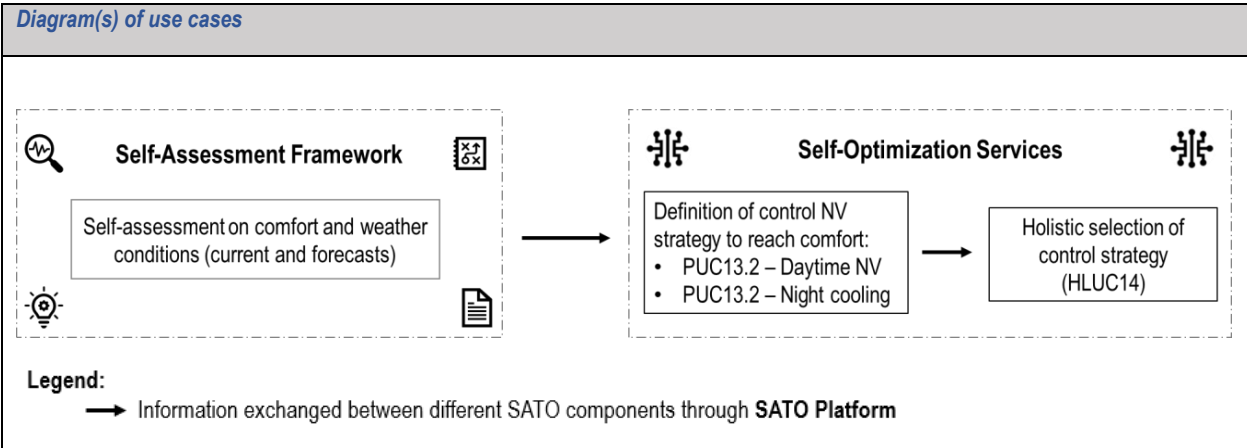 Diagram(s) of use cases
Self-Assessment Framework
Self-assessment on comfort and weather
conditions (current and forecasts)
Self-Optimization Services
Definition of control NV
strategy to reach comfort:
• PUC13.2 – Daytime NV
• PUC13.2 – Night cooling
Holistic selection of
control strategy
(HLUC14)
Legend:
Information exchanged between different SATO components through SATO Platform